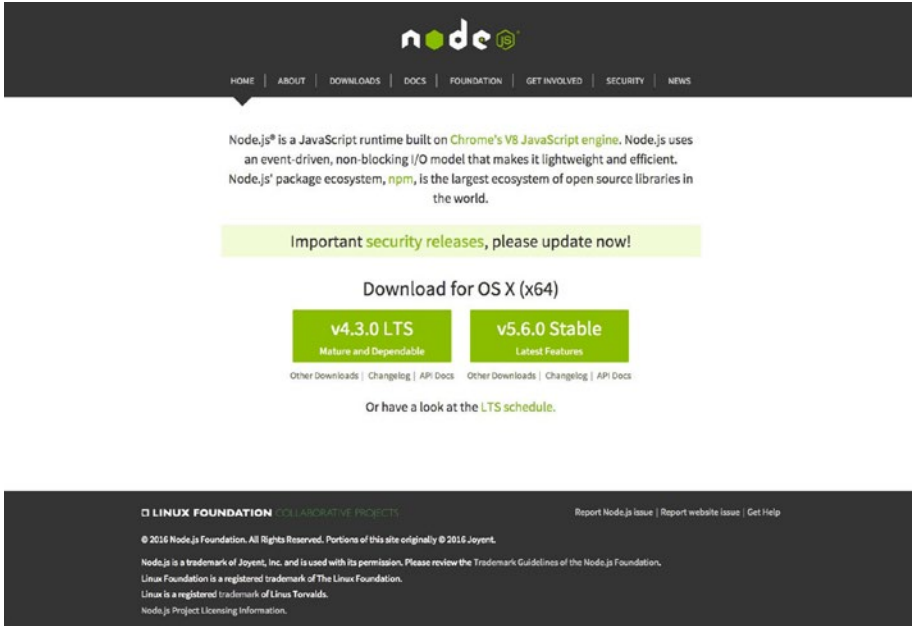 node JS
HOME | ABOUT | DOWNLOADS | DOCS | FOUNDATION | GET INVOLVED | SECURITY | NEWS
Node.js® is a JavaScript runtime built on Chrome's V8 JavaScript engine. Node.js uses
an event-driven, non-blocking I/O model that makes it lightweight and efficient.
Node.js' package ecosystem, npm, is the largest ecosystem of open source libraries in
the world.
Important security releases, please update now!
Download for OS X (x64)
v4.3.0 LTS
Mature and Dependable
v5.6.0 Stable
Latest Features
Other Downloads | Changelog | API Docs
Other Downloads | Changelog | API Docs
Or have a look at the LTS schedule.
LINUX FOUNDATION COLLABORATIVE PROJECTS
Report Node.js issue | Report website issue | Get Help
© 2016 Node.js Foundation. All Rights Reserved. Portions of this site originally © 2016 Joyent.
Node.js is a trademark of Joyent, Inc. and is used with its permission. Please review the Trademark Guidelines of the Node.js Foundation.
Linux Foundation is a registered trademark of The Linux Foundation.
Linux is a registered trademark of Linus Torvalds.
Node.js Project Licensing Information.